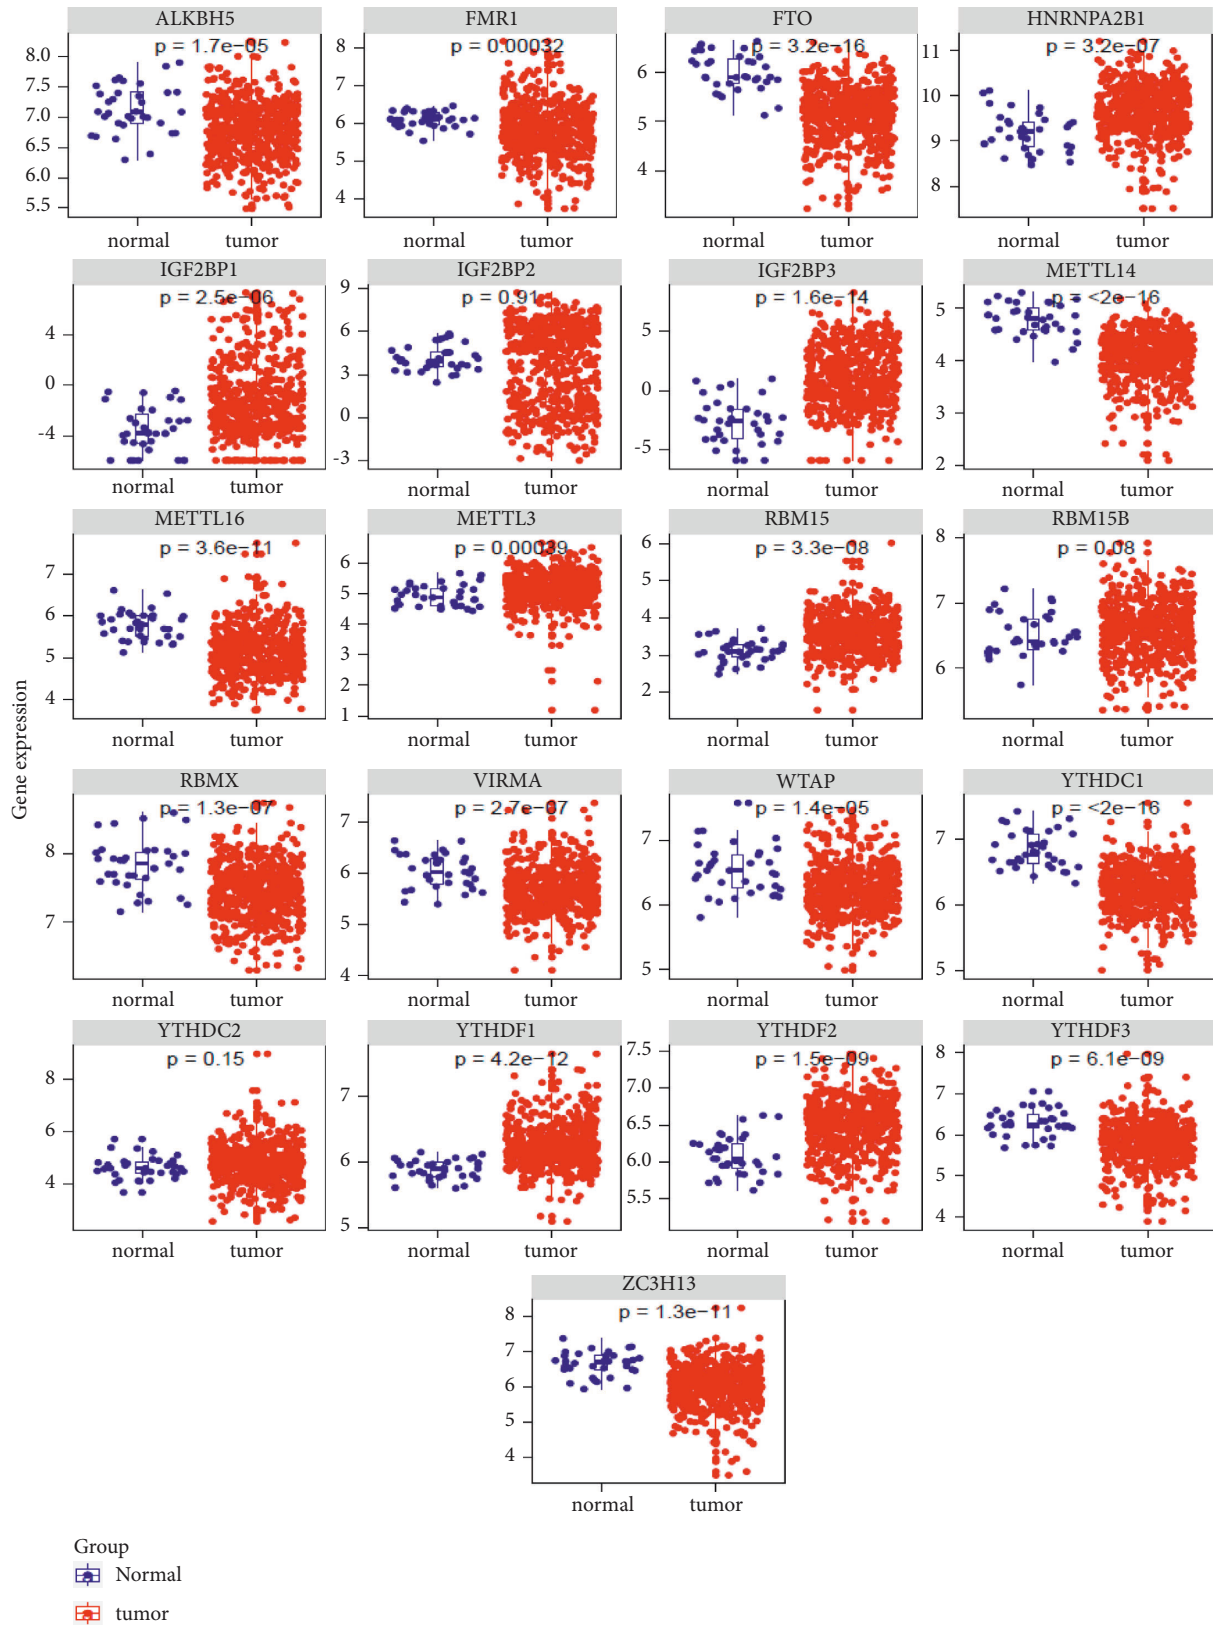 ALKBH5 FMR1 FTO HNRNPA2B1
p = 1.7e−05 p = 0.00032 p = 3.2e−16 p = 3.2e−07
8.0 7.5 7.0 6.5 6.0 5.5
8 7 6 5 4
6 5 4
11 10 9 8
normal tumor normal tumor normal tumor normal tumor
IGF2BP1 IGF2BP2 IGF2BP3 METTL14
p = 2.5e−06 p = 0.91 p = 1.6e−14 p = <2e−16
4 0 -4
9 6 3 0 -3
5 0 -5
5 4 3 2
normal tumor normal tumor normal tumor normal tumor
METTL16 METTL3 RBM15 RBM15B
p = 3.6e−11 p = 0.00039 p = 3.3e−08 p = 0.08
7 6 5 4
6 5 4 3 2 1
6 5 4 3 2
8 7 6
normal tumor normal tumor normal tumor normal tumor
Gene expression
RBMX VIRMA WTAP YTHDC1
p = 1.3e−07 p = 2.7e−07 p = 1.4e−05 p = <2e−16
8 7
7 6 5 4
7 6 5
7 6 5
normal tumor normal tumor normal tumor normal tumor
YTHDC2 YTHDF1 YTHDF2 YTHDF3
p = 0.15 p = 4.2e−12 p = 1.5e−09 p = 6.1e−09
8 6 4
7 6 5
7.5 7.0 6.5 6.0 5.5
8 7 6 5 4
normal tumor normal tumor normal tumor normal tumor
ZC3H13
p = 1.3e−11
8 7 6 5 4
normal tumor
Group
Normal
tumor